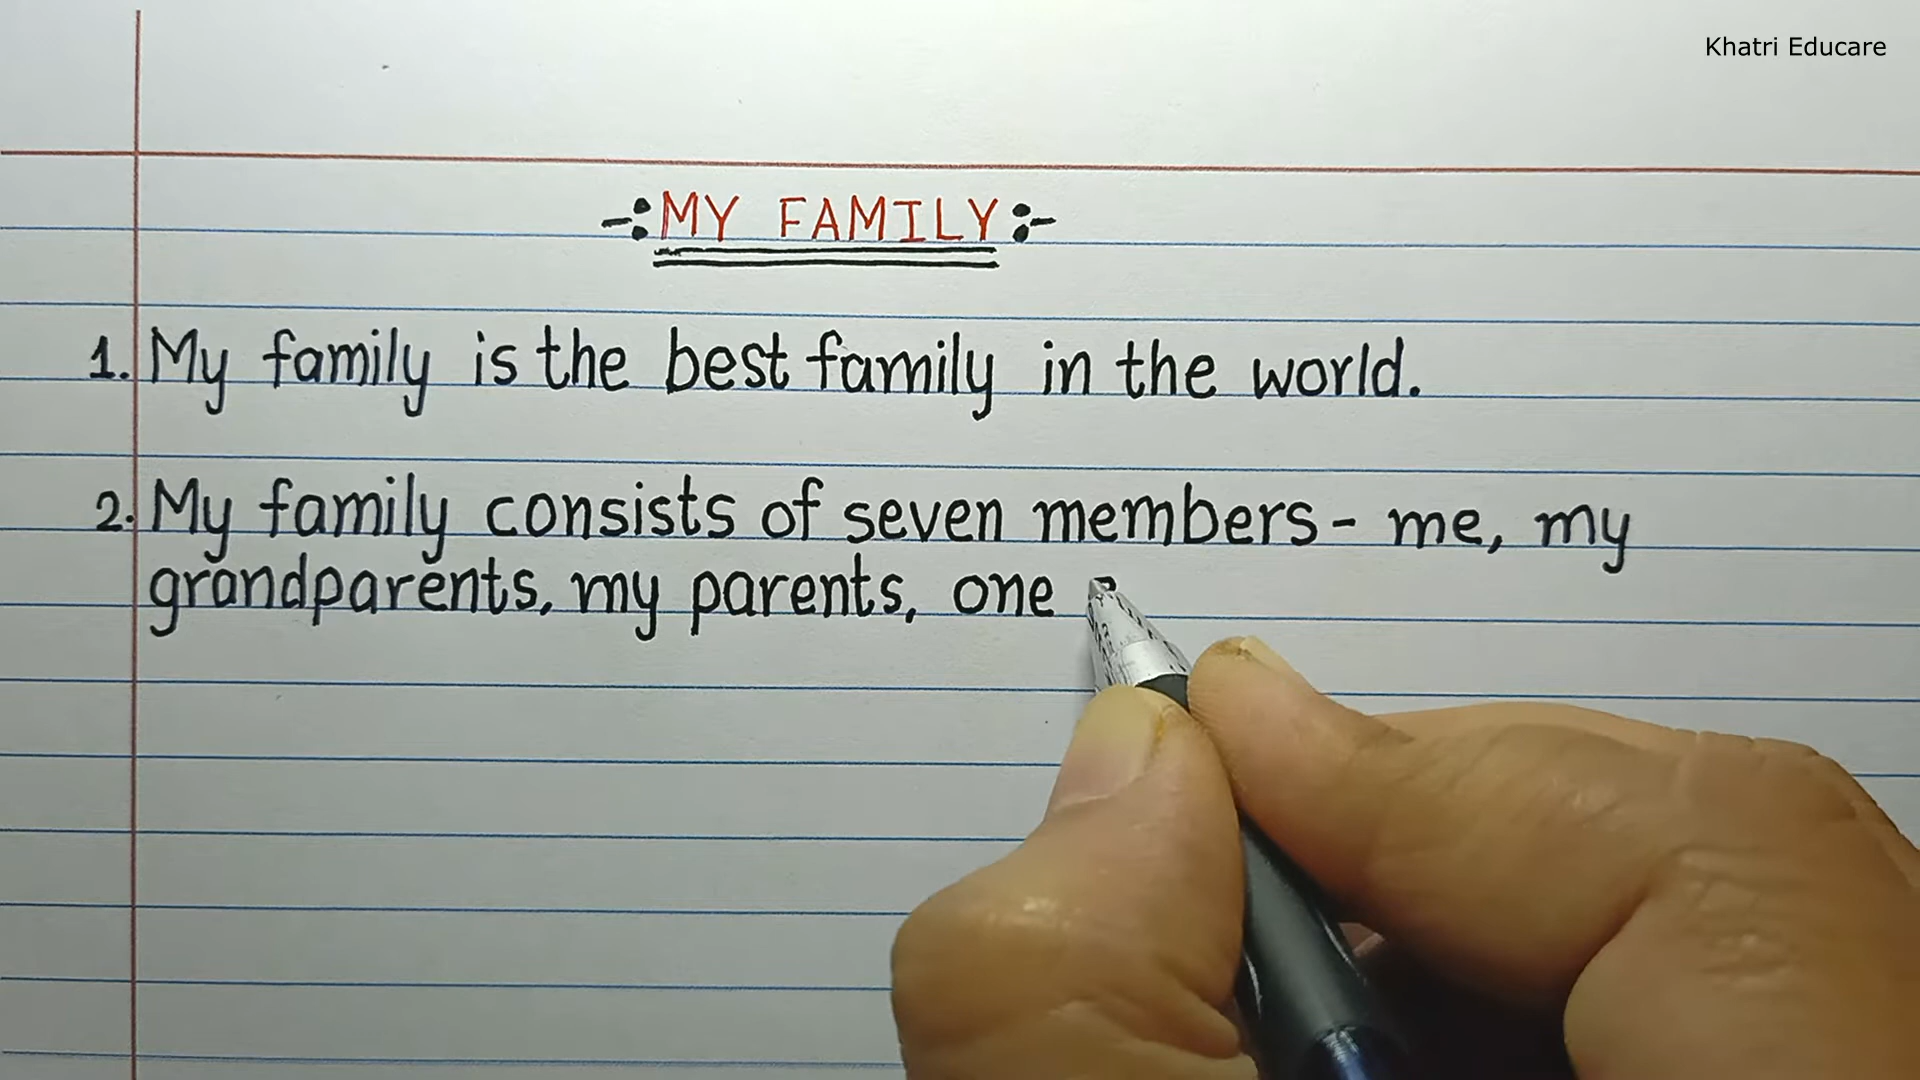 Khatri Educare
-:MY FAMILY:-
1. My family is the best family in the world.
2. My family consists of seven members - me, my
grandparents, my parents, one